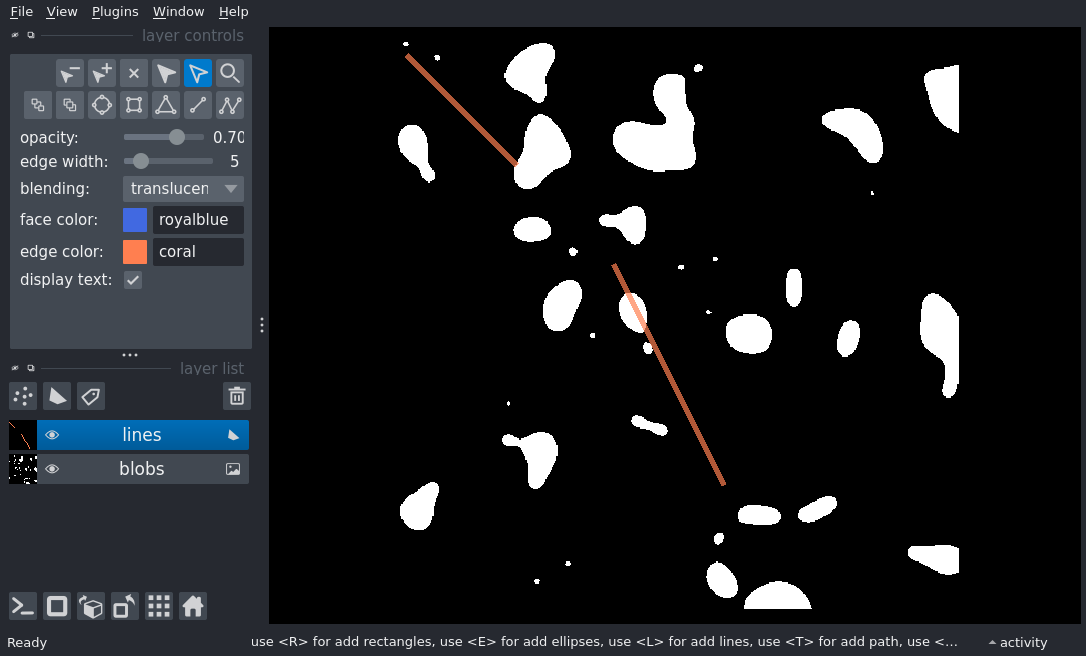 File View Plugins Window Help
layer controls
opacity: 0.70
edge width: 5
blending: translucen
face color: royalblue
edge color: coral
display text:
layer list
lines
blobs
Ready use <R> for add rectangles, use <E> for add ellipses, use <L> for add lines, use <T> for add path, use <... activity